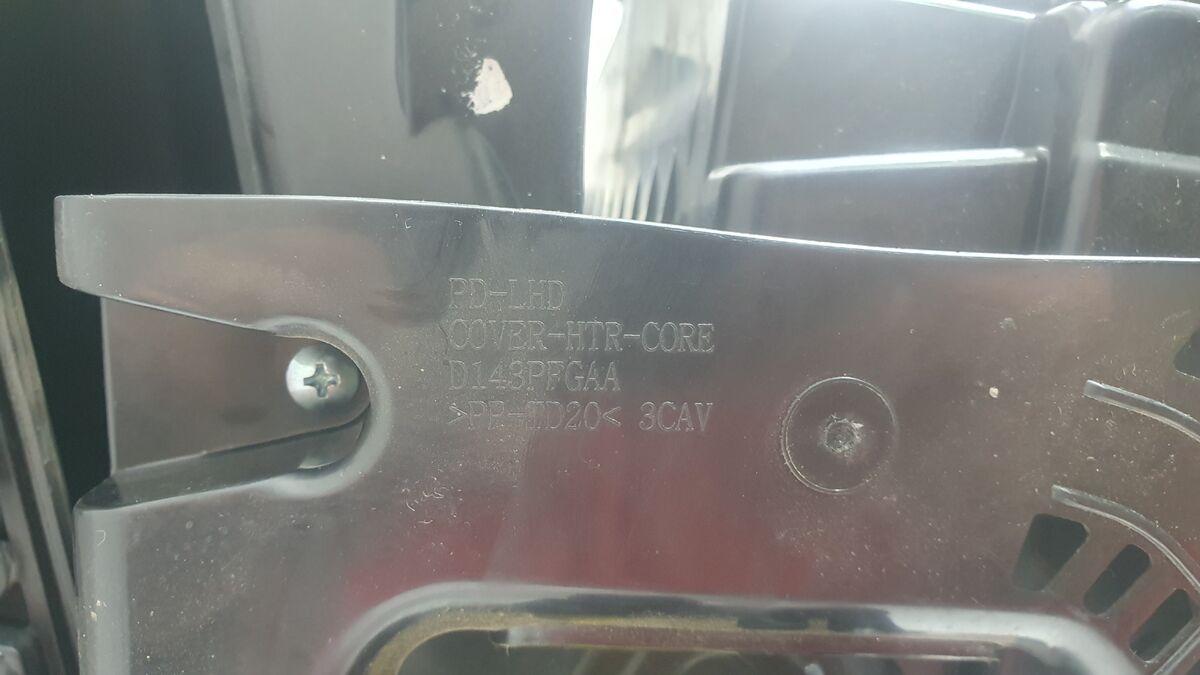 PD-LHD
COVER-HTR-CORE
D143PFGAA
>PP-TD20< 3CAV